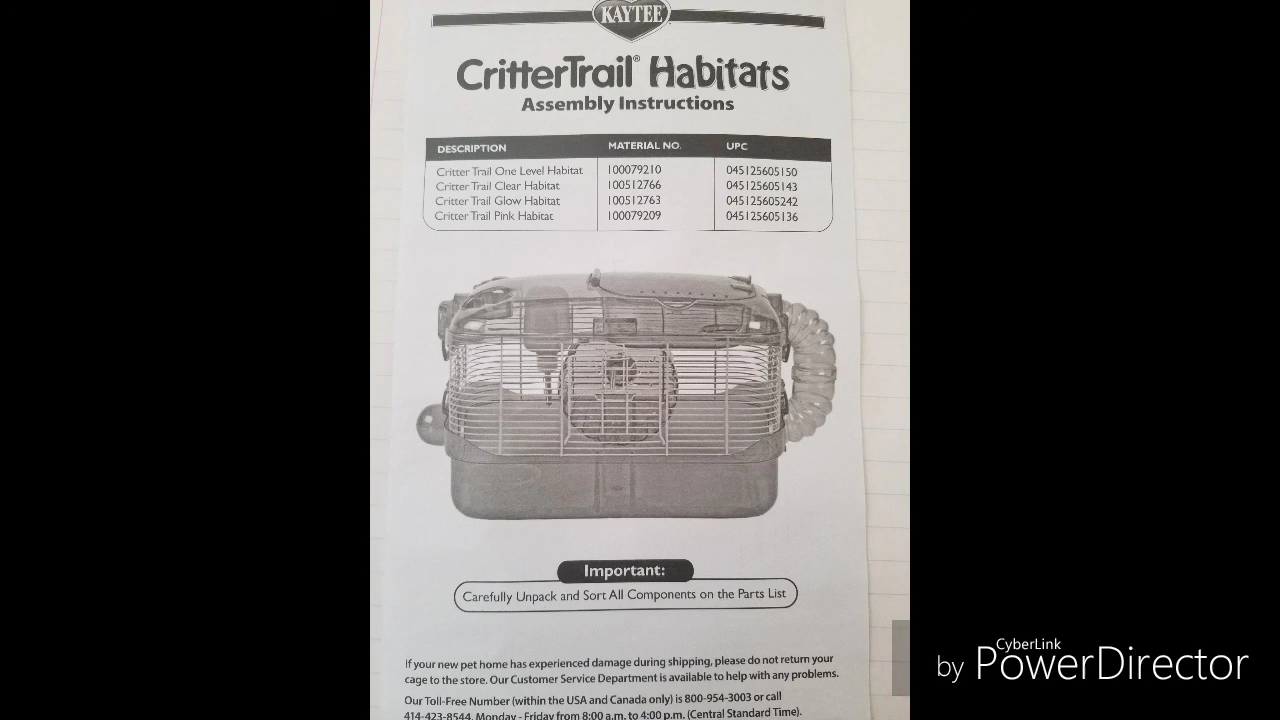 KAYTEE
CritterTrail® Habitats
Assembly Instructions
DESCRIPTION MATERIAL NO. UPC
Critter Trail One Level Habitat 100079210 045125605150
Critter Trail Clear Habitat 100512766 045125605143
Critter Trail Glow Habitat 100512763 045125605242
Critter Trail Pink Habitat 100079209 045125605136
Important:
Carefully Unpack and Sort All Components on the Parts List
If your new pet home has experienced damage during shipping, please do not return your
cage to the store. Our Customer Service Department is available to help with any problems.
Our Toll-Free Number (within the USA and Canada only) is 800-954-3003 or call
414-423-8544, Monday - Friday from 8:00 a.m. to 4:00 p.m. (Central Standard Time).
by CyberLink PowerDirector